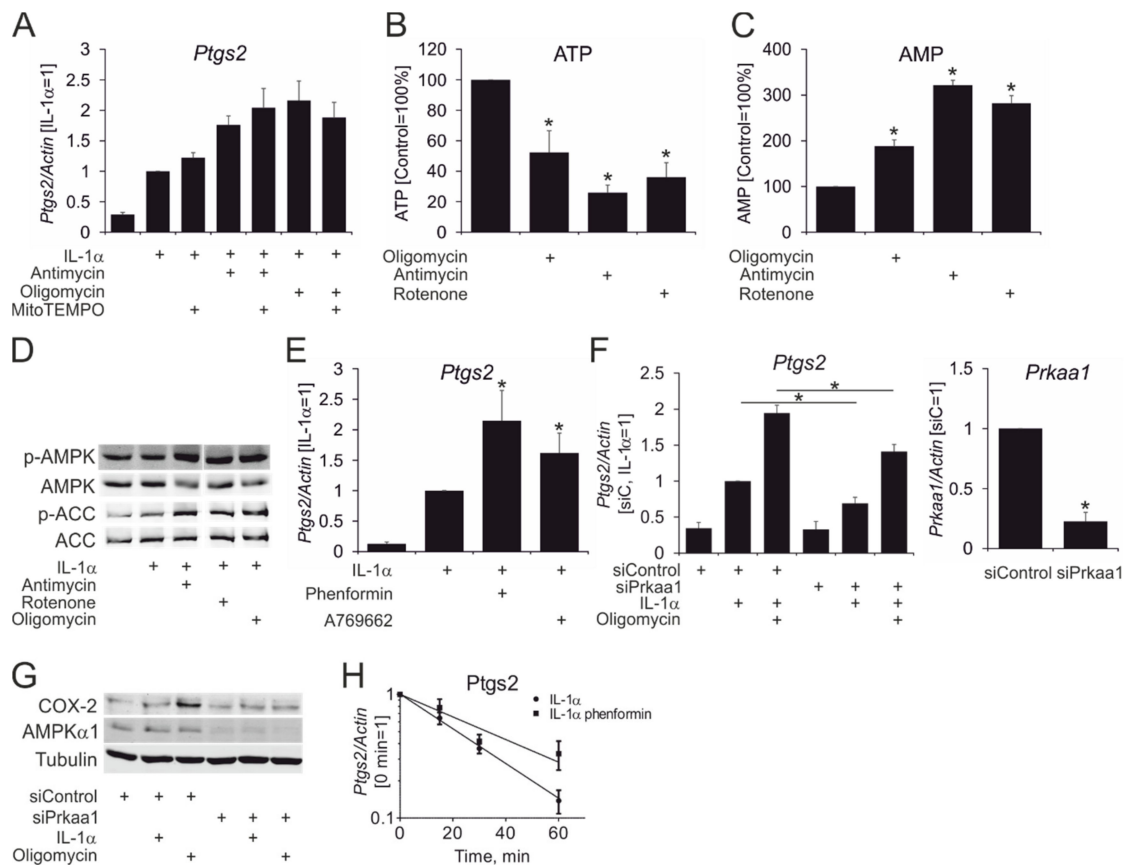 A
Ptgs2
Ptgs2/Actin [IL-1α=1]
3
2.5
2
1.5
1
0.5
0
IL-1α + + + + + +
Antimycin + +
Oligomycin + +
MitoTEMPO + + +
B
ATP
ATP [Control=100%]
120
100
80
60
40
20
0
* * *
Oligomycin +
Antimycin +
Rotenone +
C
AMP
AMP [Control=100%]
400
300
200
100
0
* * *
Oligomycin +
Antimycin +
Rotenone +
D
p-AMPK
AMPK
p-ACC
ACC
IL-1α + + + +
Antimycin +
Rotenone +
Oligomycin +
E
Ptgs2
Ptgs2/Actin [IL-1α=1]
3
2.5
2
1.5
1
0.5
0
* *
IL-1α + + +
Phenformin +
A769662 +
F
Ptgs2
Ptgs2/Actin
[siC, IL-1α=1]
2.5
2
1.5
1
0.5
0
*
*
siControl + + +
siPrkaa1 + + +
IL-1α + + + +
Oligomycin + +
Prkaa1
Prkaa1/Actin [siC=1]
1.5
1
0.5
0
*
siControl siPrkaa1
G
COX-2
AMPKα1
Tubulin
siControl + + +
siPrkaa1 + + +
IL-1α + +
Oligomycin + +
H
Ptgs2
IL-1α
IL-1α phenformin
Ptgs2/Actin
[0 min=1]
1
0.1
0 20 40 60
Time, min